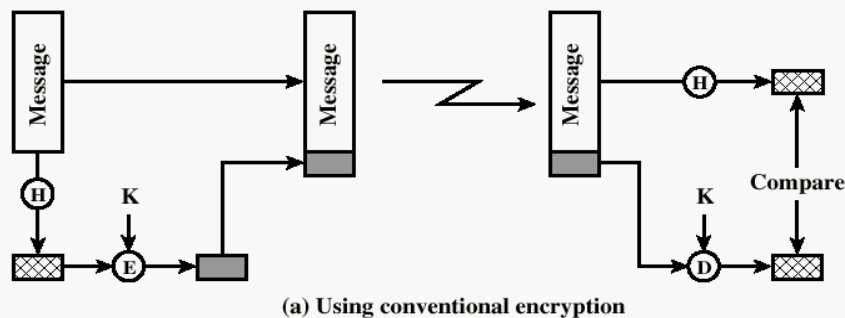 Message
Message
Message
H
H
K
K
Compare
E
D
(a) Using conventional encryption